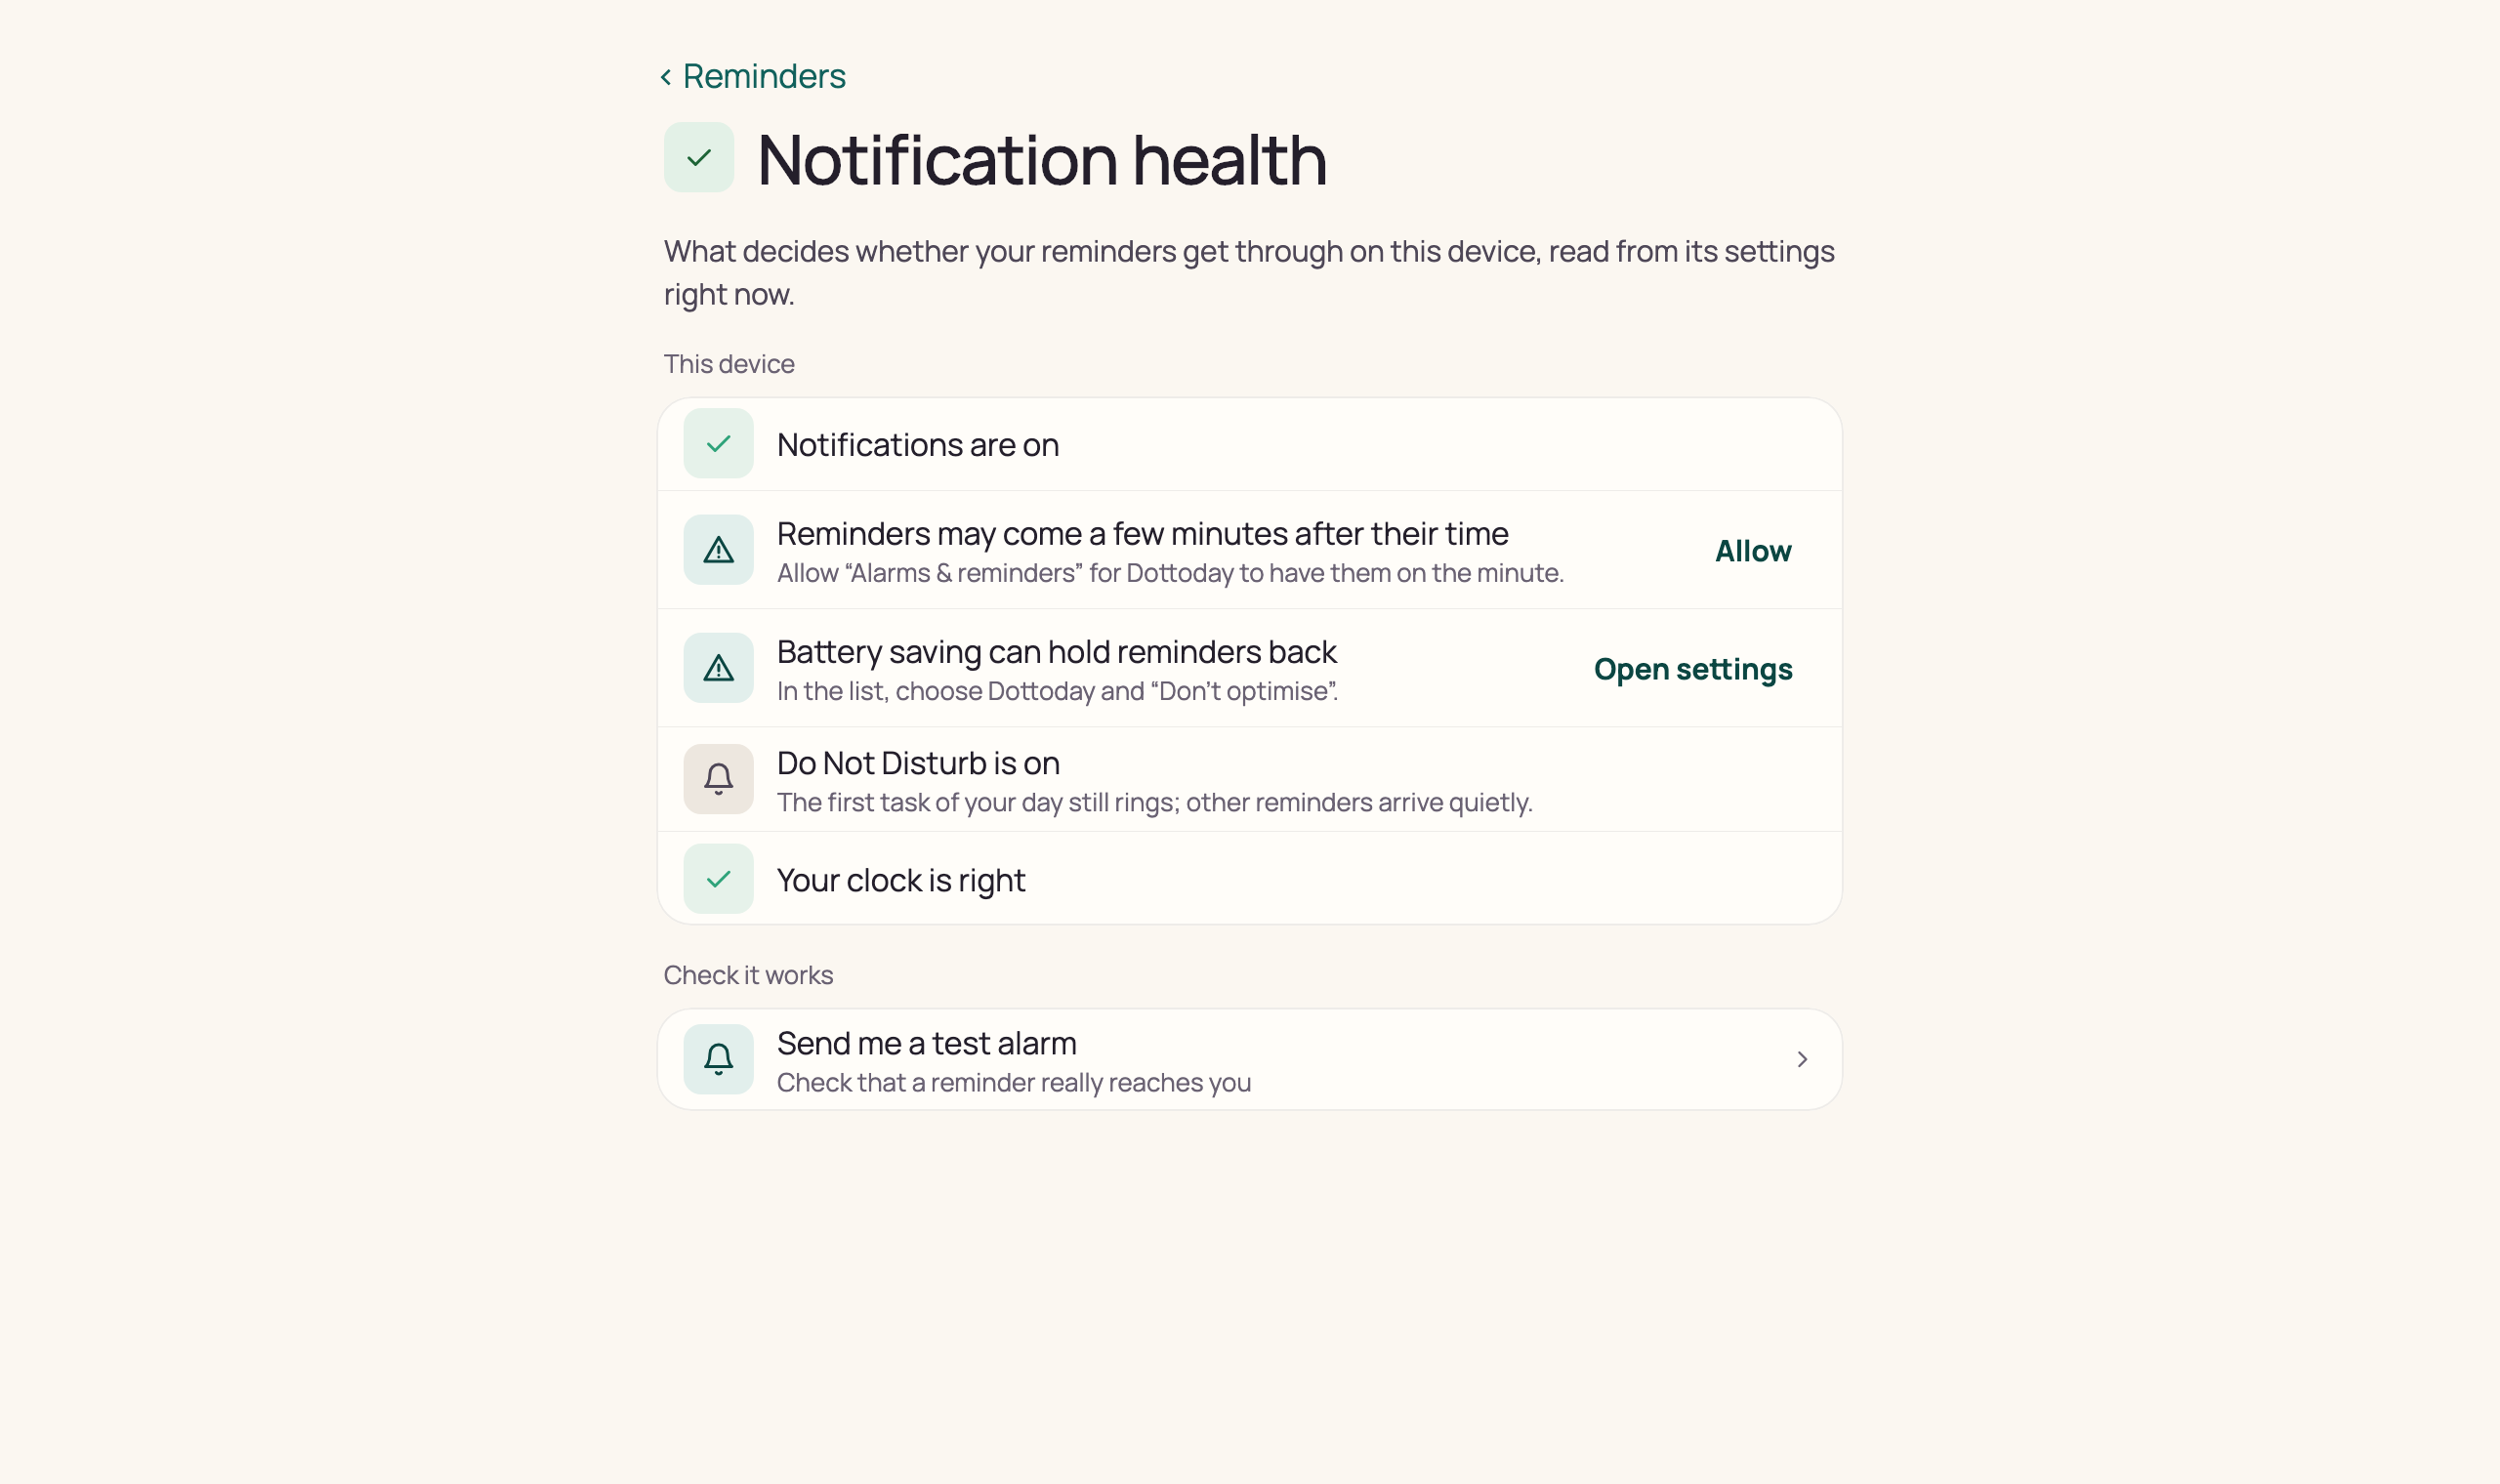 Reminders
Notification health
What decides whether your reminders get through on this device, read from its settings
right now.
This device
Notifications are on
Reminders may come a few minutes after their time
Allow “Alarms & reminders” for Dottoday to have them on the minute.
Allow
Battery saving can hold reminders back
In the list, choose Dottoday and “Don’t optimise”.
Open settings
Do Not Disturb is on
The first task of your day still rings; other reminders arrive quietly.
Your clock is right
Check it works
Send me a test alarm
Check that a reminder really reaches you